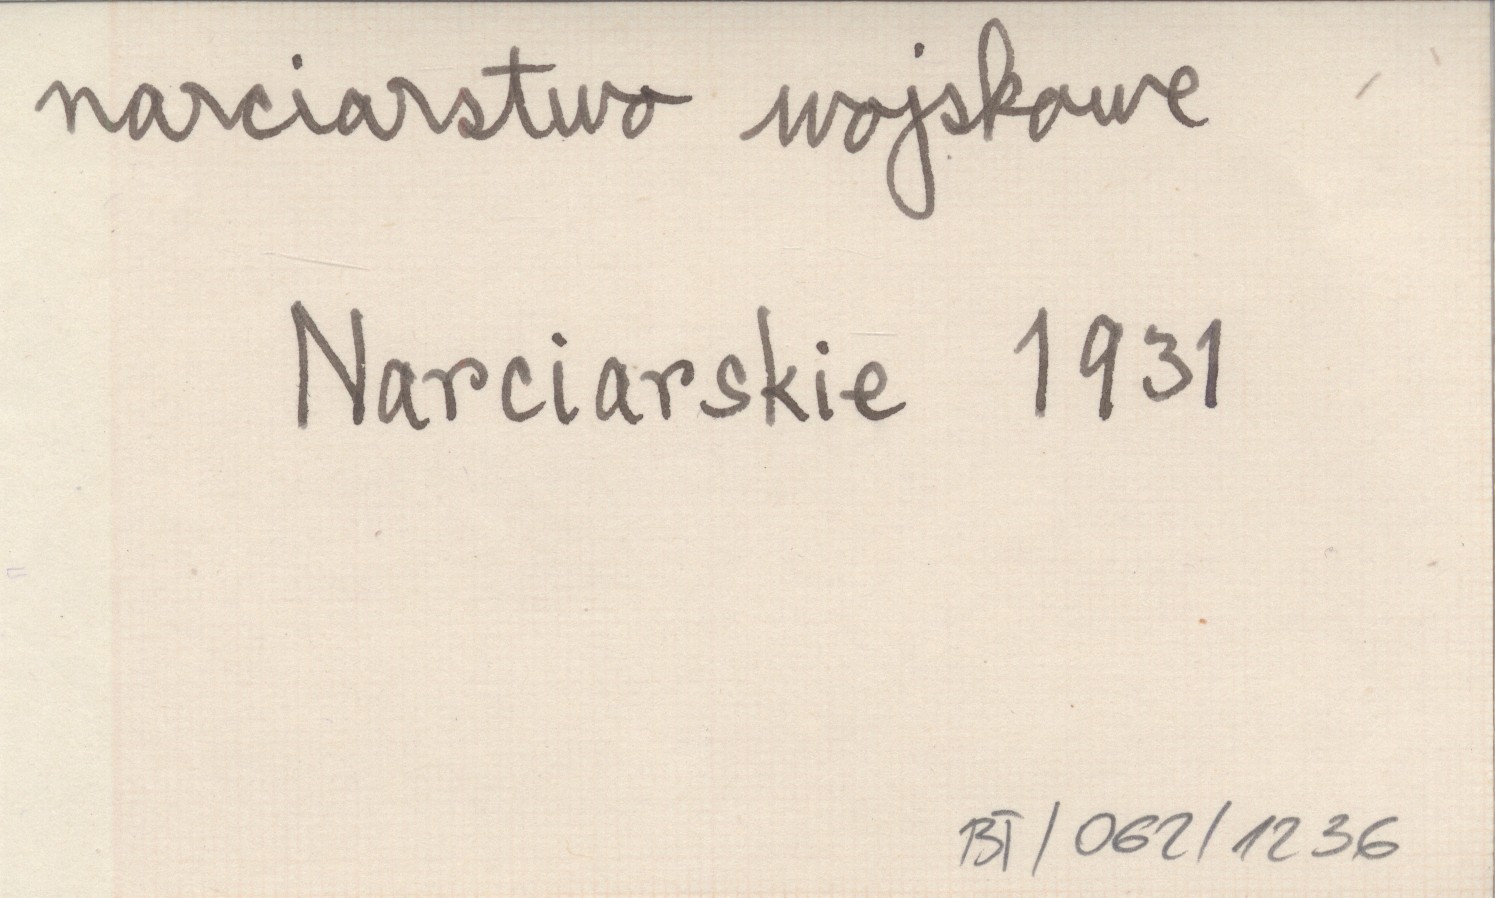 narciarstwo wojskowe
Narciarskie 1931
BI/062/1236